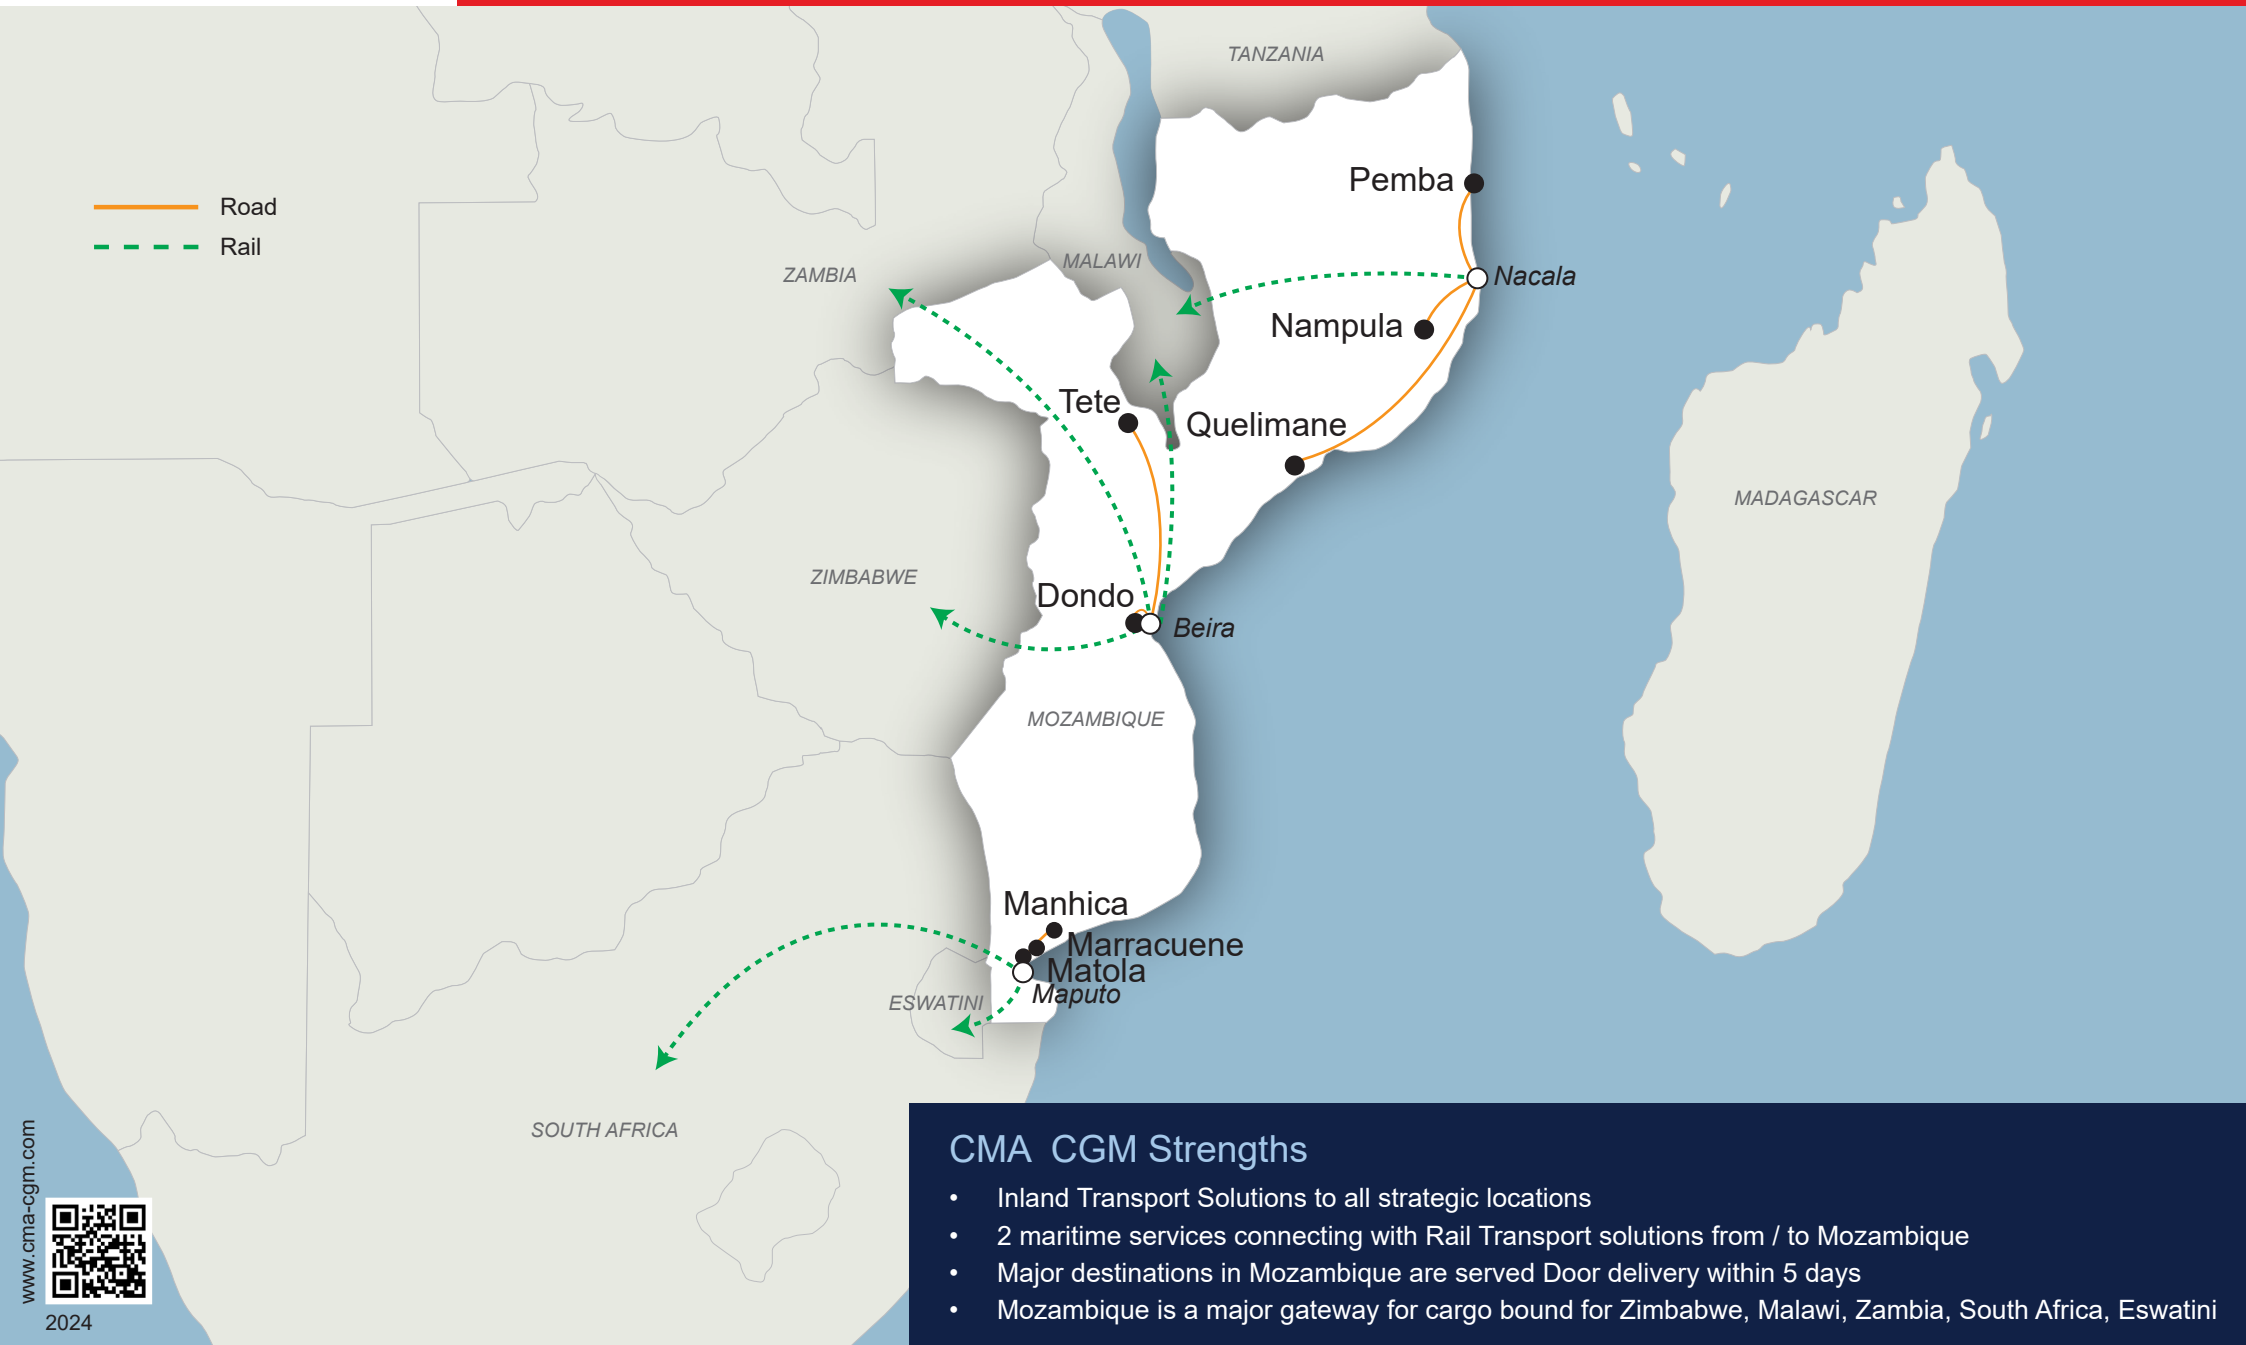 TANZANIA
Pemba
Road
Rail
ZAMBIA
MALAWI
Nacala
Nampula
Tete
Quelimane
MADAGASCAR
ZIMBABWE
Dondo
Beira
MOZAMBIQUE
Manhica
Marracuene
Matola
Maputo
ESWATINI
SOUTH AFRICA
CMA CGM Strengths
• Inland Transport Solutions to all strategic locations
• 2 maritime services connecting with Rail Transport solutions from / to Mozambique
• Major destinations in Mozambique are served Door delivery within 5 days
• Mozambique is a major gateway for cargo bound for Zimbabwe, Malawi, Zambia, South Africa, Eswatini
www.cma-cgm.com
2024